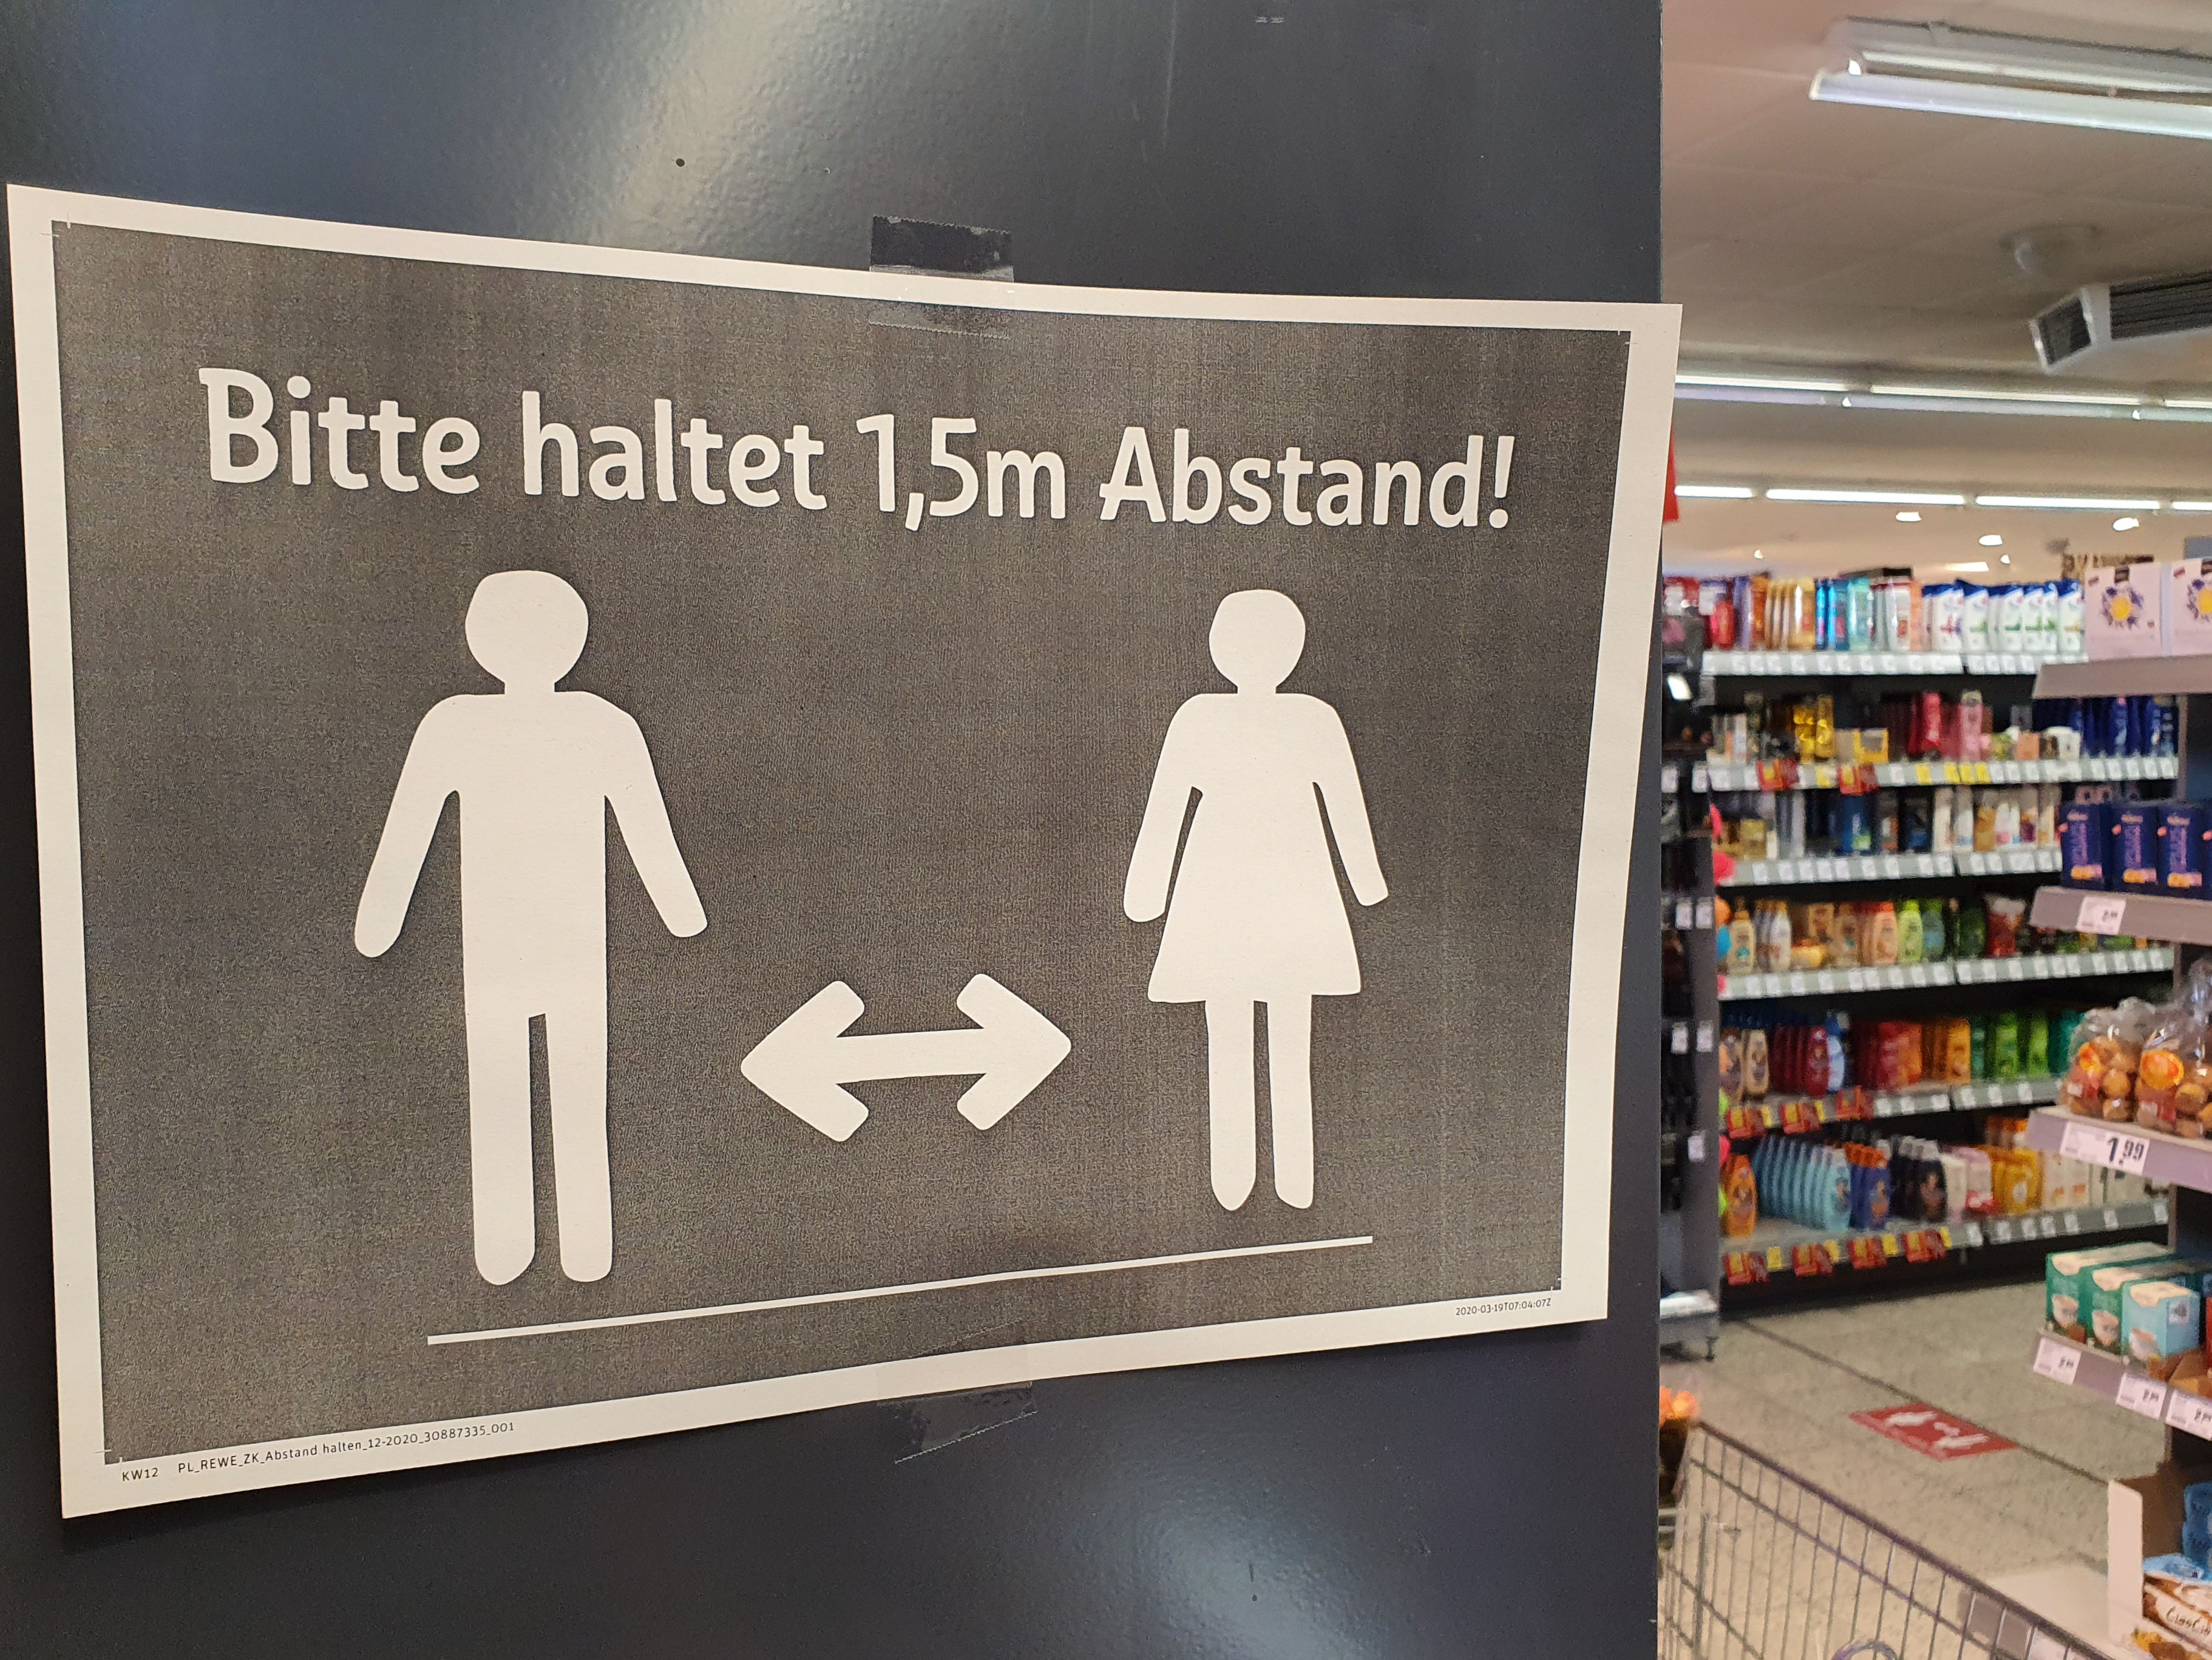 Bitte haltet 1,5m Abstand!
2020-03-19T07:04:07Z
KW12 PL_REWE_ZK_Abstand halten_12-2020_30887335_001
1.99